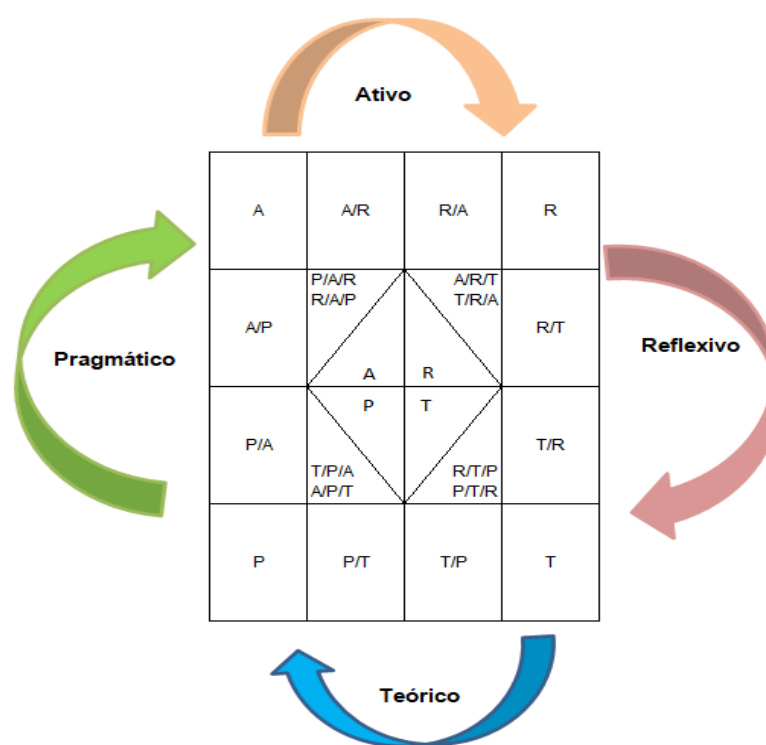 Ativo
A
A/R
R/A
R
P/A/R
R/A/P
A/R/T
T/R/A
A/P
R/T
Pragmático
Reflexivo
A
R
P
T
P/A
T/R
T/P/A
A/P/T
R/T/P
P/T/R
P
P/T
T/P
T
Teórico